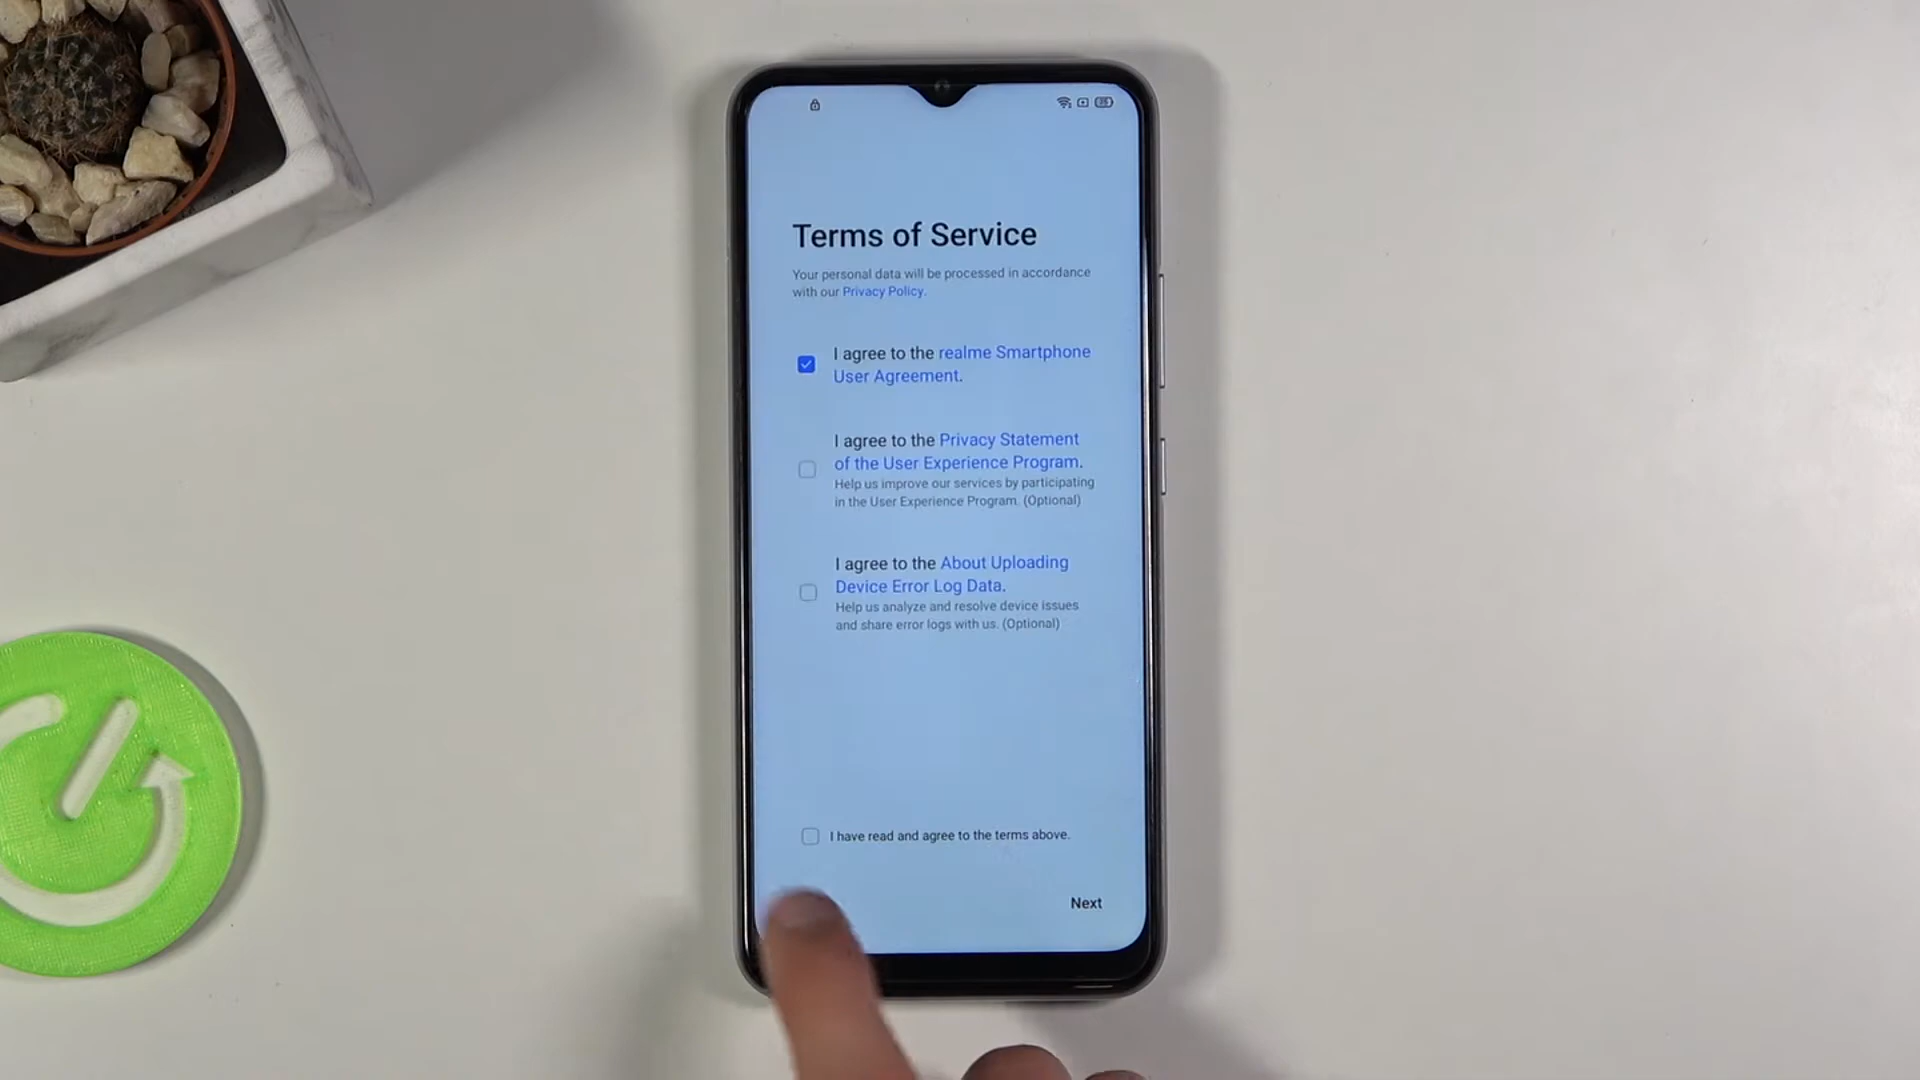 Terms of Service
Your personal data will be processed in accordance
with our Privacy Policy.
I agree to the realme Smartphone
User Agreement.
I agree to the Privacy Statement
of the User Experience Program.
Help us improve our services by participating
in the User Experience Program. (Optional)
I agree to the About Uploading
Device Error Log Data.
Help us analyze and resolve device issues
and share error logs with us. (Optional)
I have read and agree to the terms above.
Next